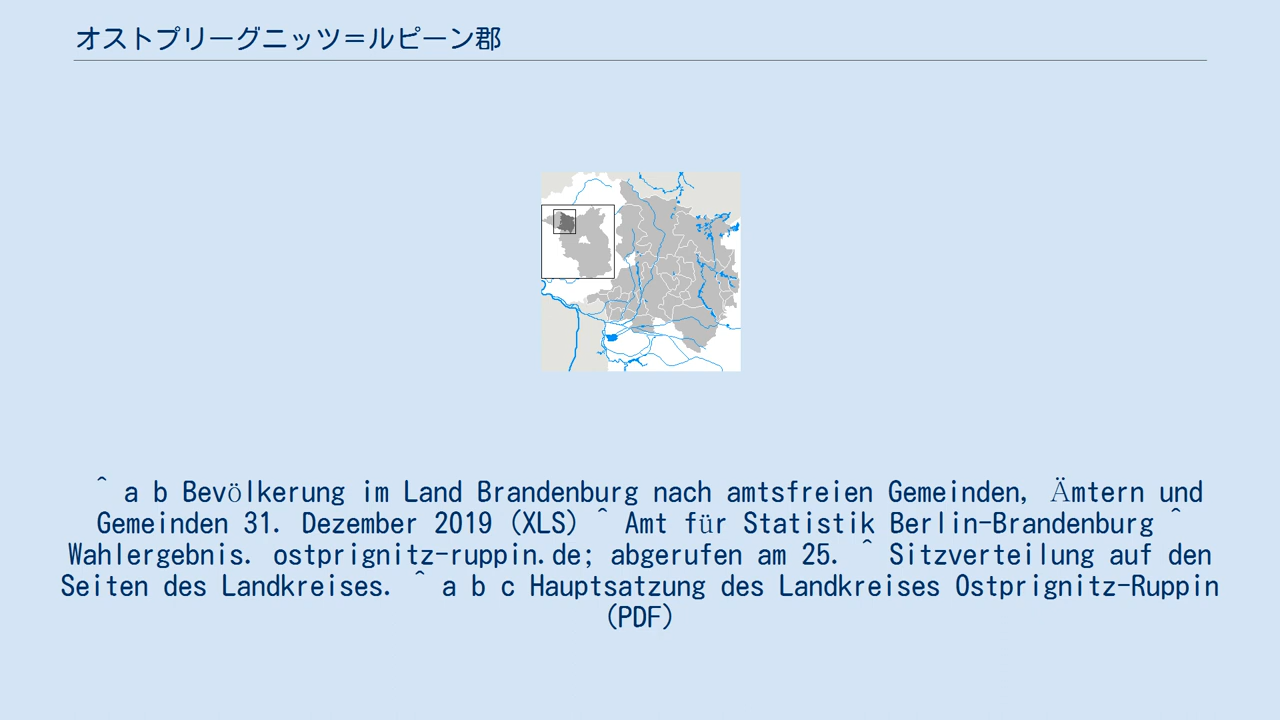 オストプリーグニッツ＝ルピーン郡
^ a b Bevölkerung im Land Brandenburg nach amtsfreien Gemeinden, Ämtern und
Gemeinden 31. Dezember 2019 (XLS) ^ Amt für Statistik Berlin-Brandenburg ^
Wahlergebnis. ostprignitz-ruppin.de; abgerufen am 25. ^ Sitzverteilung auf den
Seiten des Landkreises. ^ a b c Hauptsatzung des Landkreises Ostprignitz-Ruppin
(PDF)